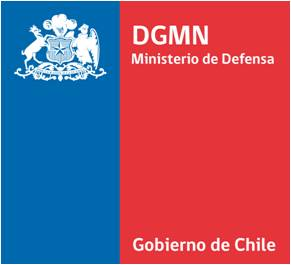 DGMN
Ministerio de Defensa
Gobierno de Chile